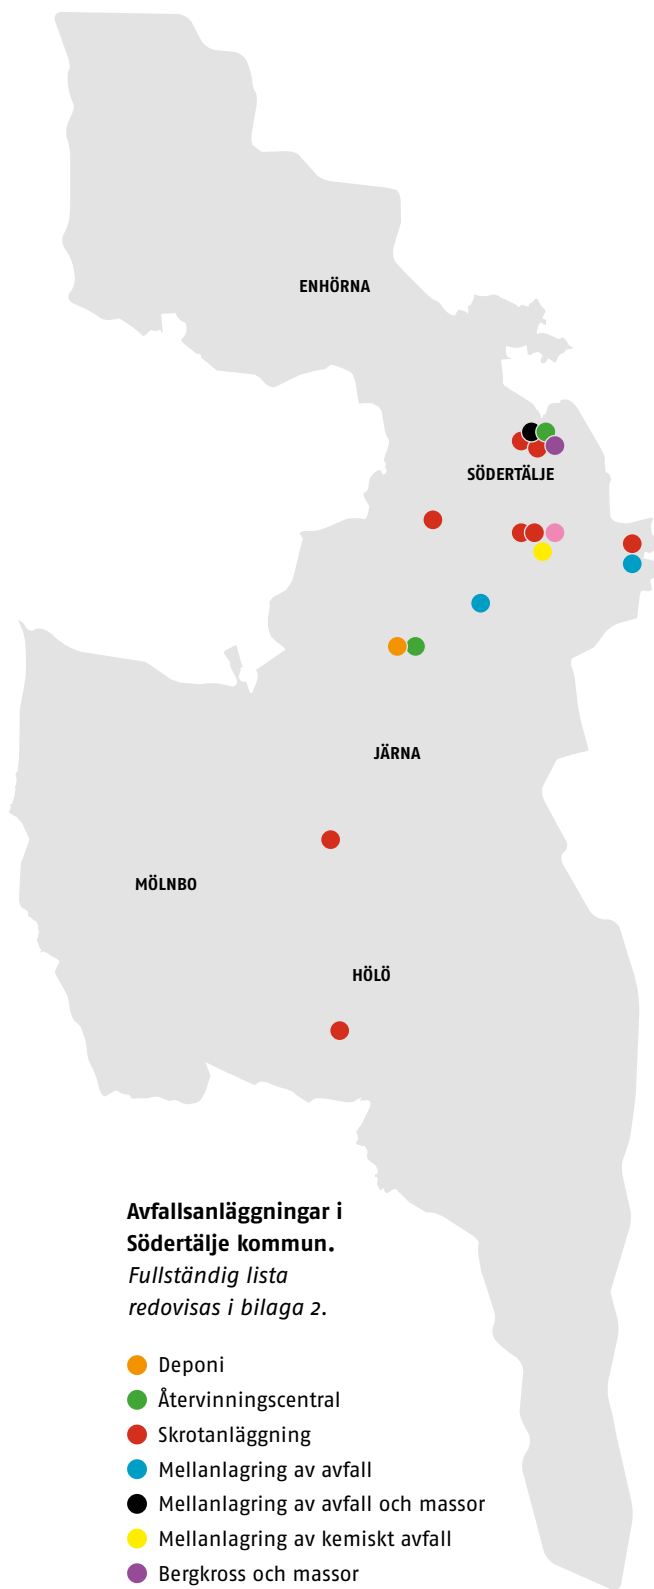 ENHÖRNA
SÖDERTÄLJE
JÄRNA
MÖLNBO
HÖLÖ
Avfallsanläggningar i
Södertälje kommun.
Fullständig lista
redovisas i bilaga 2.
Deponi
Återvinningscentral
Skrotanläggning
Mellanlagring av avfall
Mellanlagring av avfall och massor
Mellanlagring av kemiskt avfall
Bergkross och massor